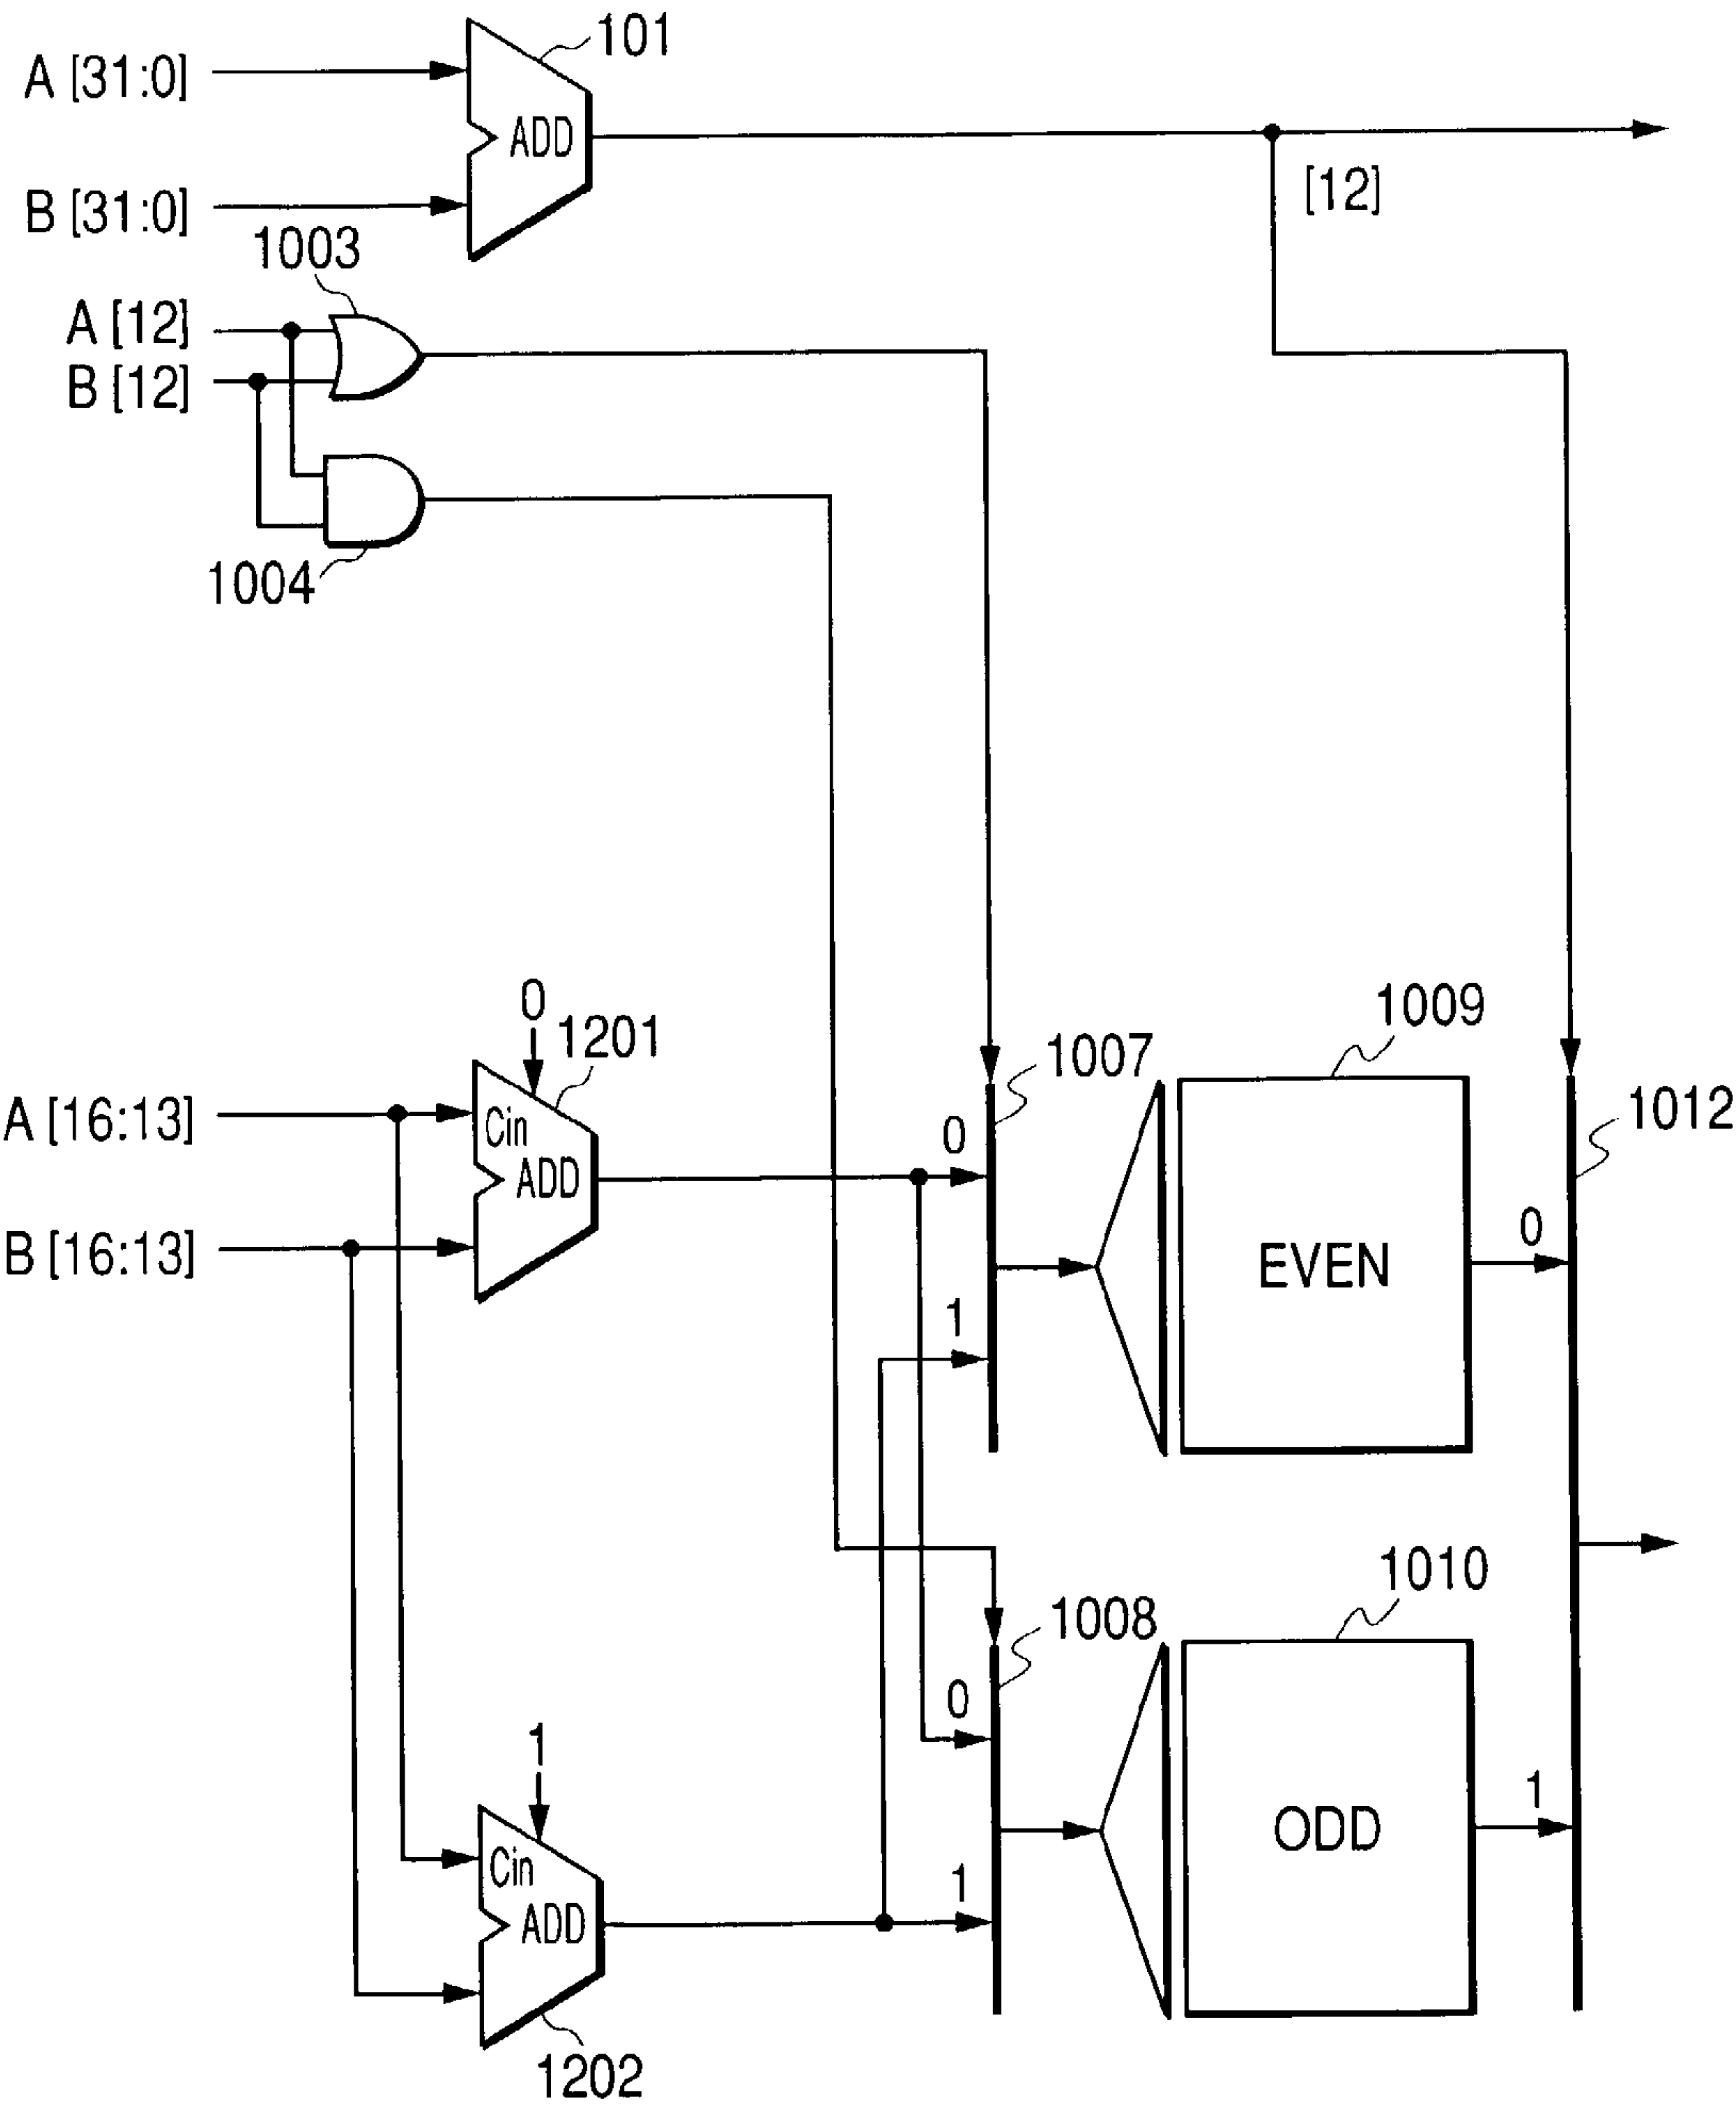 101
A [31:0]
ADD
[12]
B [31:0]
1003
A [12]
B [12]
1004
0
1201
1009
1007
1012
A [16:13]
Cin
0
ADD
0
B [16:13]
EVEN
1
1010
1008
0
1
1
Cin
ODD
1
ADD
1202